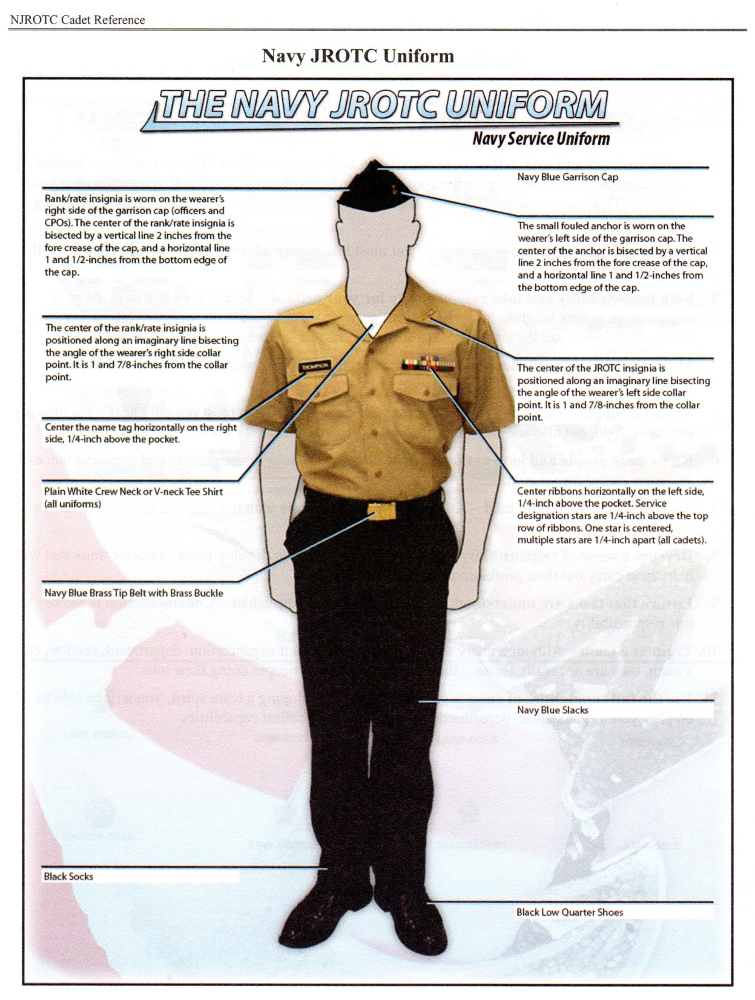 NJROTC Cadet Reference
Navy JROTC Uniform
THE NAVY JROTC UNIFORM
Navy Service Uniform
Navy Blue Garrison Cap
Rank/rate insignia is worn on the wearer's
right side of the garrison cap (officers and
CPOs). The center of the rank/rate insignia is
bisected by a vertical line 2 inches from the
fore crease of the cap, and a horizontal line
1 and 1/2-inches from the bottom edge of
the cap.
The small fouled anchor is worn on the
wearer's left side of the garrison cap. The
center of the anchor is bisected by a vertical
line 2 inches from the fore crease of the cap,
and a horizontal line 1 and 1/2-inches from
the bottom edge of the cap.
The center of the rank/rate insignia is
positioned along an imaginary line bisecting
the angle of the wearer's right side collar
point. It is 1 and 7/8-inches from the collar
point.
THOMPSON
The center of the JROTC insignia is
positioned along an imaginary line bisecting
the angle of the wearer's left side collar
point. It is 1 and 7/8-inches from the collar
point.
Center the name tag horizontally on the right
side, 1/4-inch above the pocket.
Plain White Crew Neck or V-neck Tee Shirt
(all uniforms)
Center ribbons horizontally on the left side,
1/4-inch above the pocket. Service
designation stars are 1/4-inch above the top
row of ribbons. One star is centered,
multiple stars are 1/4-inch apart (all cadets).
Navy Blue Brass Tip Belt with Brass Buckle
Navy Blue Slacks
Black Socks
Black Low Quarter Shoes